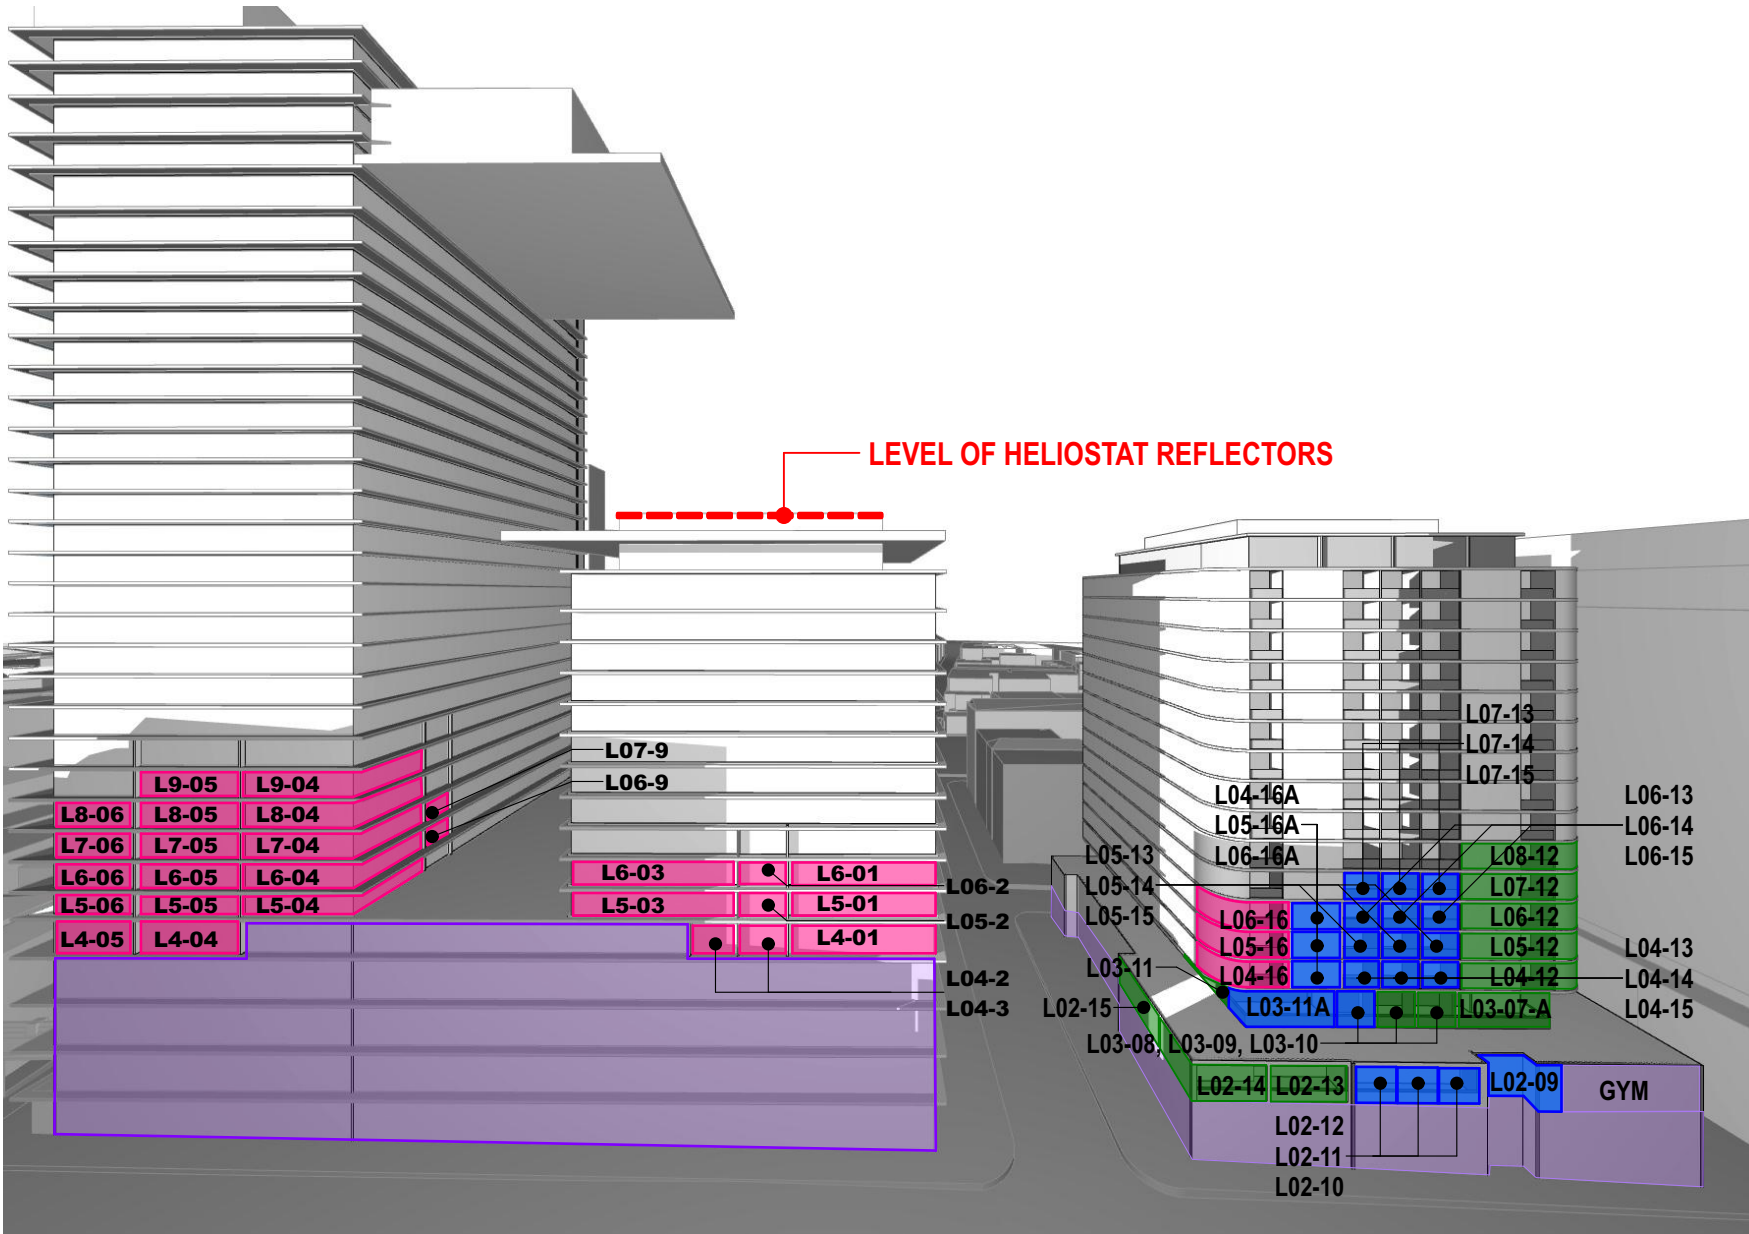 LEVEL OF HELIOSTAT REFLECTORS
L07-9
L06-9
L9-05 L9-04
L8-06 L8-05 L8-04
L7-06 L7-05 L7-04
L6-06 L6-05 L6-04
L5-06 L5-05 L5-04
L4-05 L4-04
L6-03 L6-01
L5-03 L5-01
L4-01
L06-2
L05-2
L04-2
L04-3
L07-13
L07-14
L07-15
L04-16A
L05-16A
L06-16A
L06-13
L06-14
L06-15
L05-13
L05-14
L05-15
L08-12
L07-12
L06-16 L06-12
L05-16 L05-12
L04-16 L04-12
L04-13
L04-14
L04-15
L03-11
L02-15
L03-11A L03-07-A
L03-08, L03-09, L03-10
L02-14 L02-13 L02-09 GYM
L02-12
L02-11
L02-10